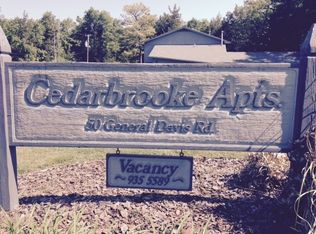 Cedarbrooke Apts.
50 General Davis Rd.
Vacancy
~ 935 5589